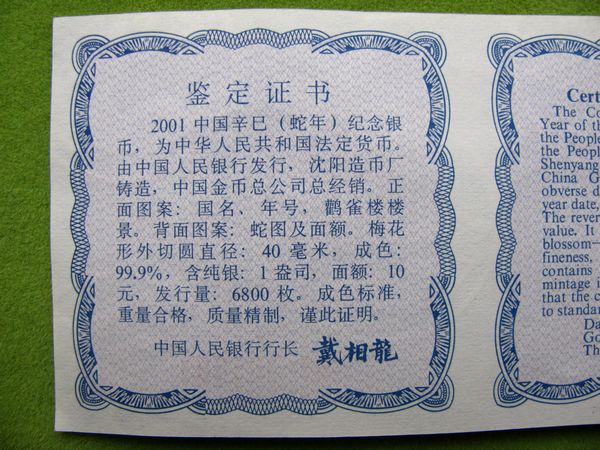 鉴定证书
2001中国辛巳（蛇年）纪念银
币，为中华人民共和国法定货币。
由中国人民银行发行，沈阳造币厂
铸造，中国金币总公司总经销。正
面图案：国名、年号，鹳雀楼楼
景。背面图案：蛇图及面额。梅花
形外切圆直径：40毫米，成色：
99.9%，含纯银：1盎司，面额：10
元，发行量：6800枚。成色标准，
重量合格，质量精制，谨此证明。
中国人民银行行长 戴相龍
Cert
The Co
Year of th
the People
the People
Shenyang
China G
obverse d
year date,
The rever
value. It
blossom—
fineness,
contains
mintage i
that the c
to standar
Da
Go
Th